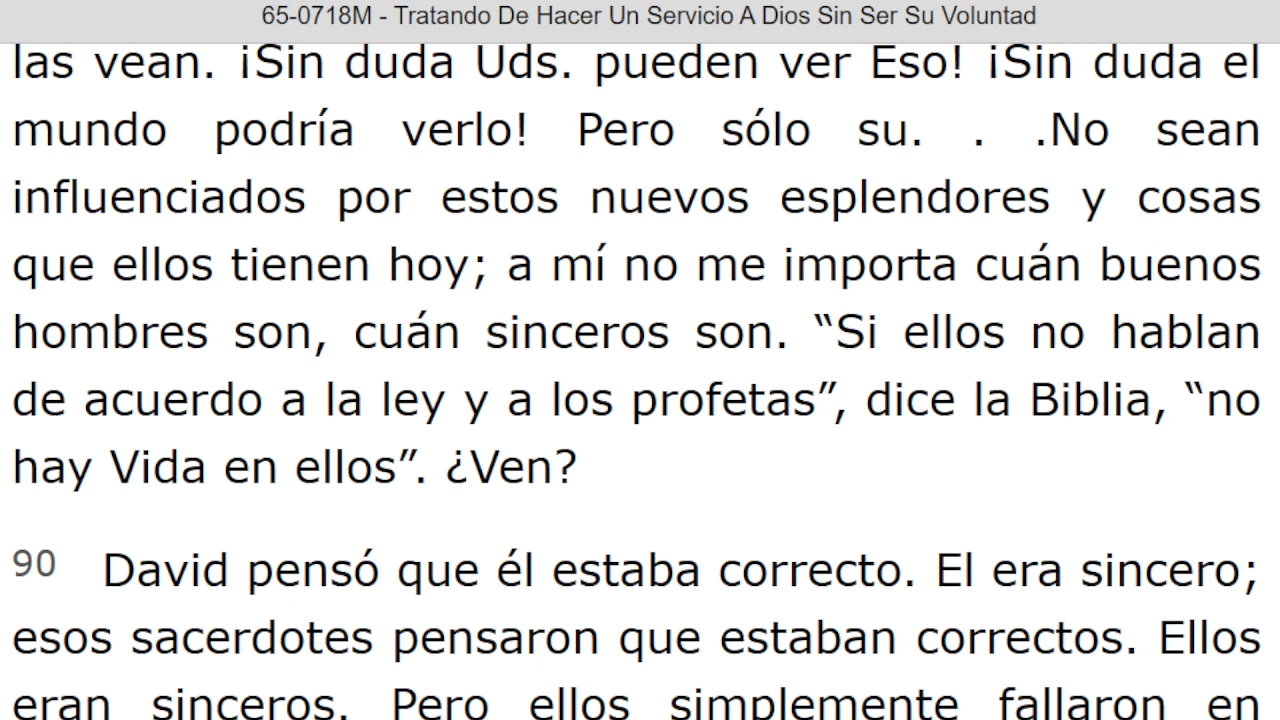 65-0718M - Tratando De Hacer Un Servicio A Dios Sin Ser Su Voluntad
las vean. ¡Sin duda Uds. pueden ver Eso! ¡Sin duda el
mundo podría verlo! Pero sólo su. . .No sean
influenciados por estos nuevos esplendores y cosas
que ellos tienen hoy; a mí no me importa cuán buenos
hombres son, cuán sinceros son. “Si ellos no hablan
de acuerdo a la ley y a los profetas”, dice la Biblia, “no
hay Vida en ellos”. ¿Ven?
90 David pensó que él estaba correcto. El era sincero;
esos sacerdotes pensaron que estaban correctos. Ellos
eran sinceros. Pero ellos simplemente fallaron en